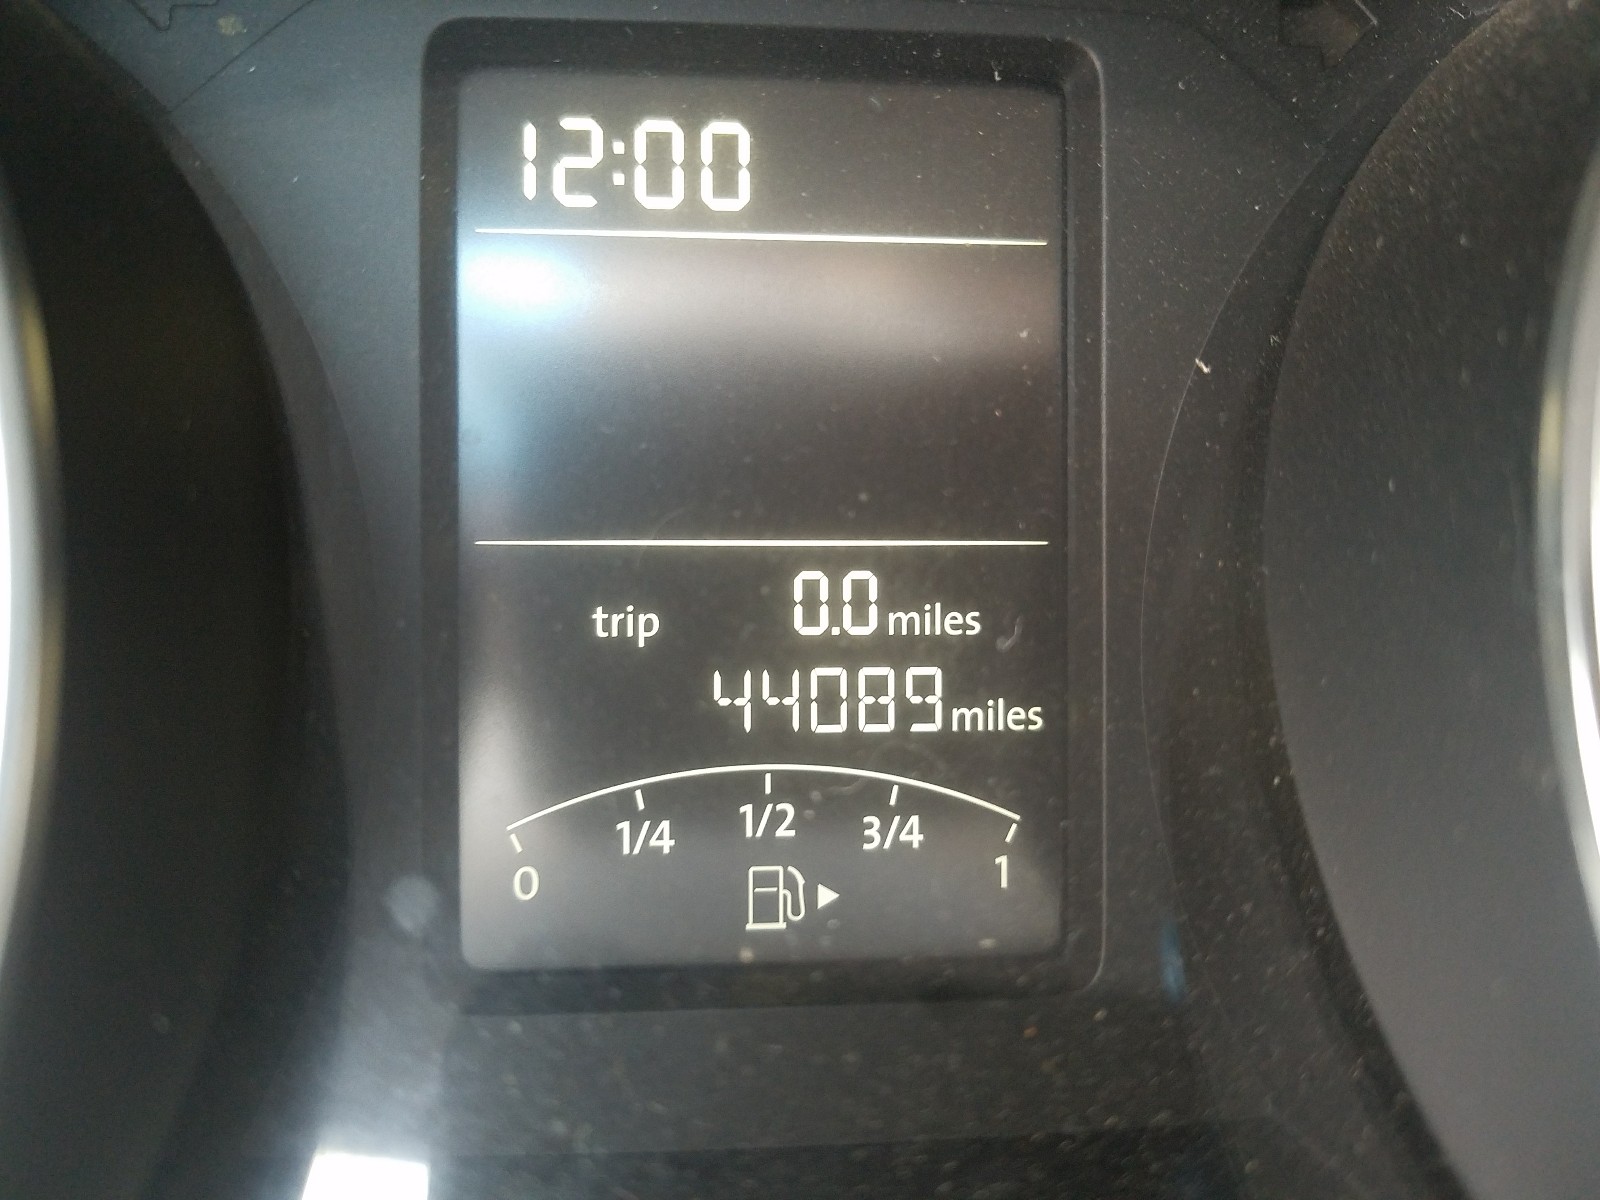 12:00
trip 0.0 miles
44089 miles
0 1/4 1/2 3/4 1